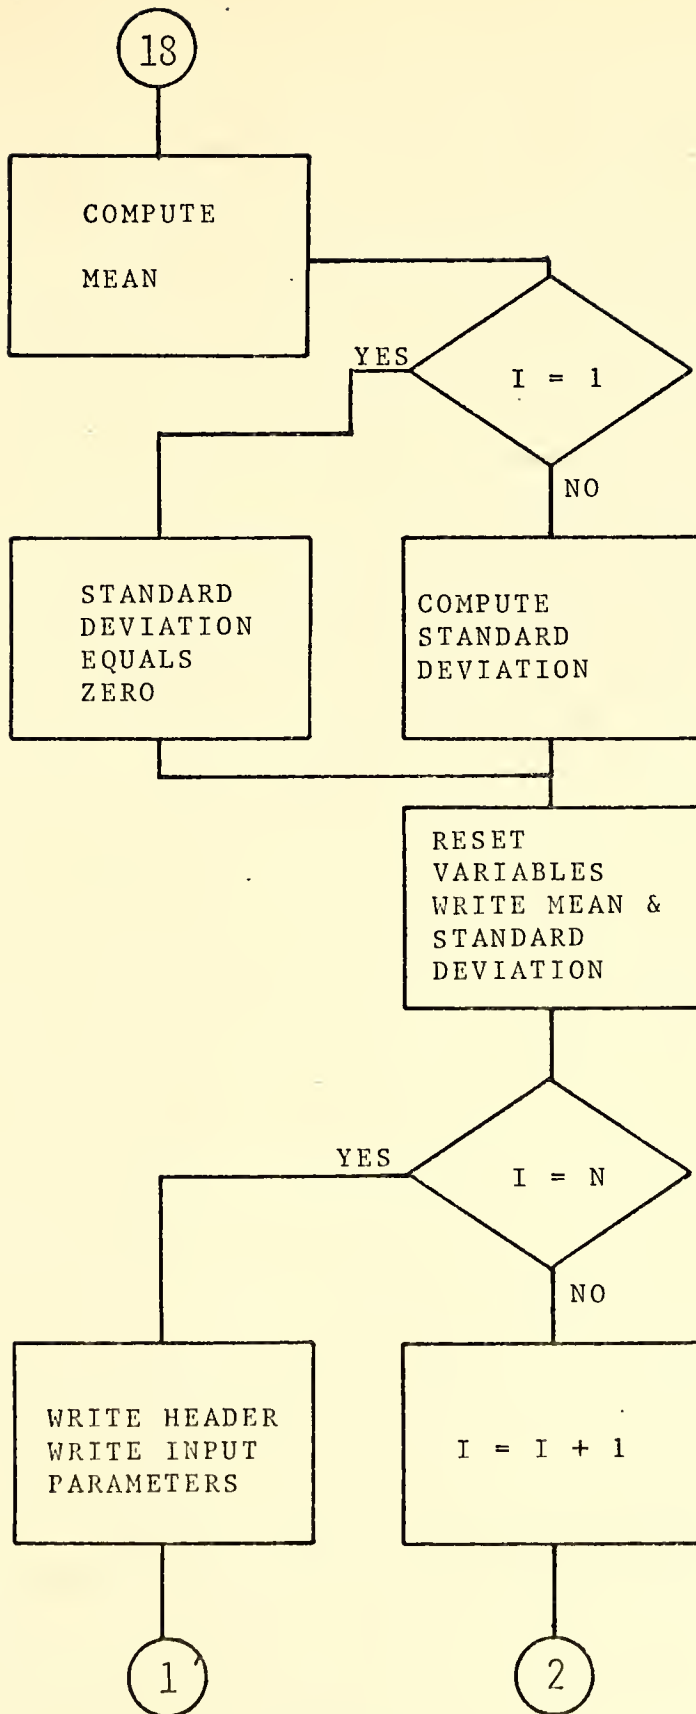 18
COMPUTE
MEAN
YES
I = 1
NO
STANDARD
DEVIATION
EQUALS
ZERO
COMPUTE
STANDARD
DEVIATION
RESET
VARIABLES
WRITE MEAN &
STANDARD
DEVIATION
YES
I = N
NO
WRITE HEADER
WRITE INPUT
PARAMETERS
I = I + 1
1
2